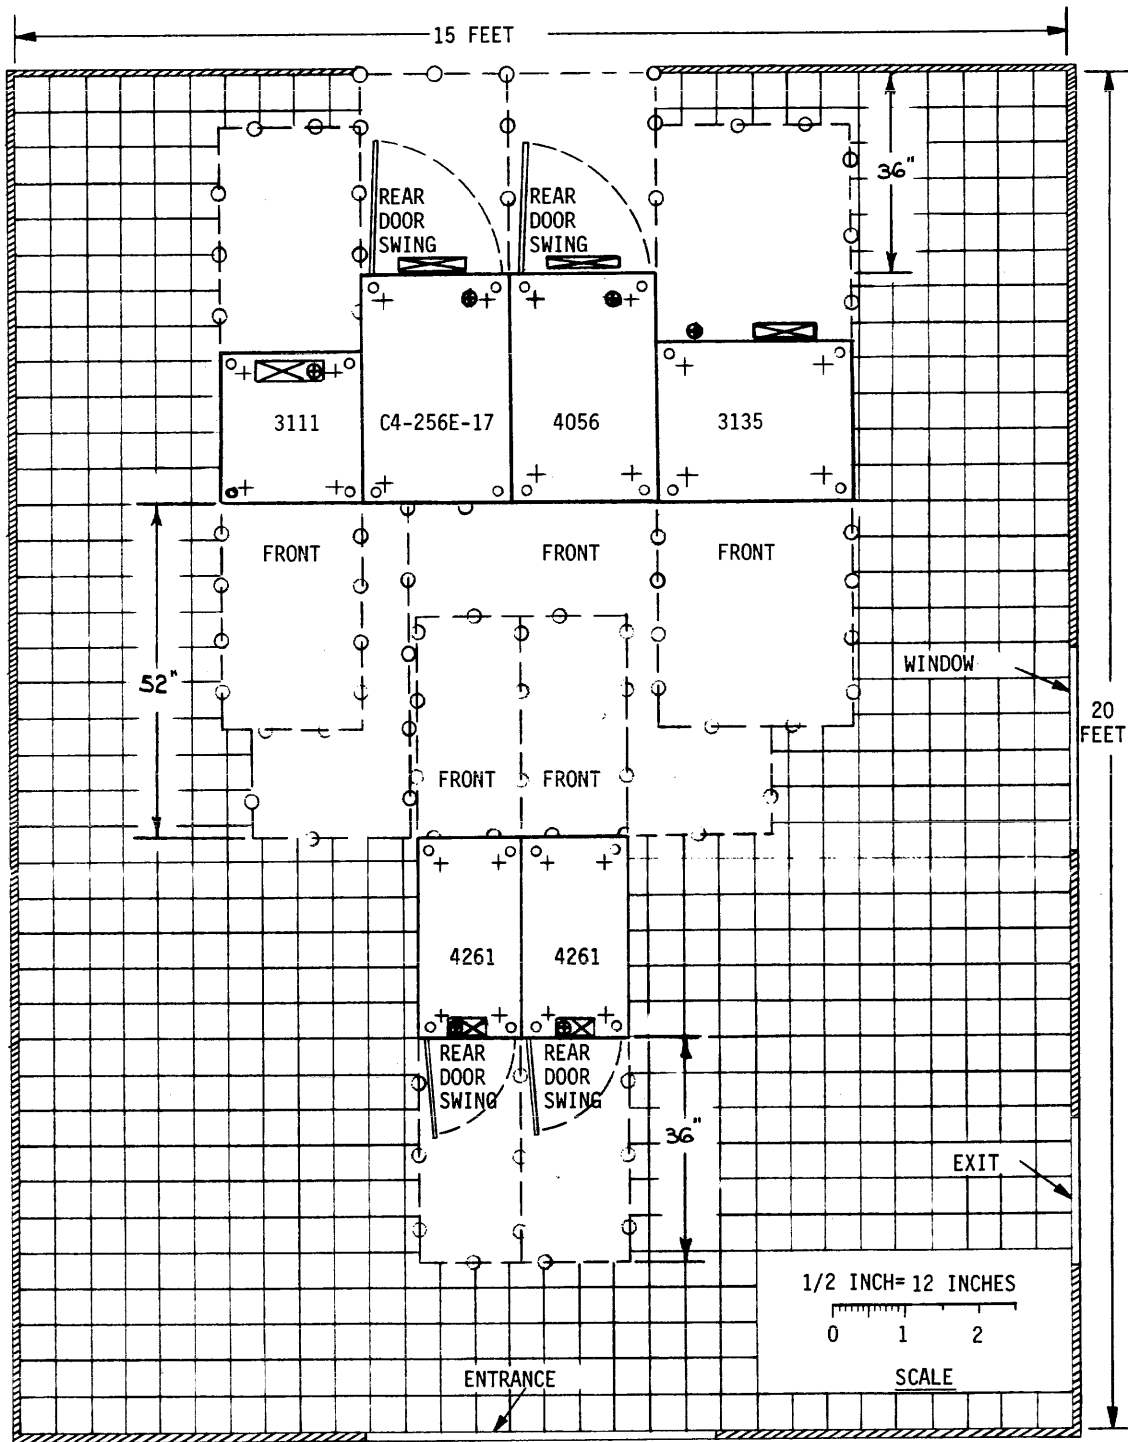 15 FEET
36"
REAR
DOOR
SWING
REAR
DOOR
SWING
3111
C4-256E-17
4056
3135
FRONT
FRONT
FRONT
52"
WINDOW
20
FEET
FRONT
FRONT
4261
4261
REAR
DOOR
SWING
REAR
DOOR
SWING
36"
EXIT
1/2 INCH= 12 INCHES
0 1 2
SCALE
ENTRANCE